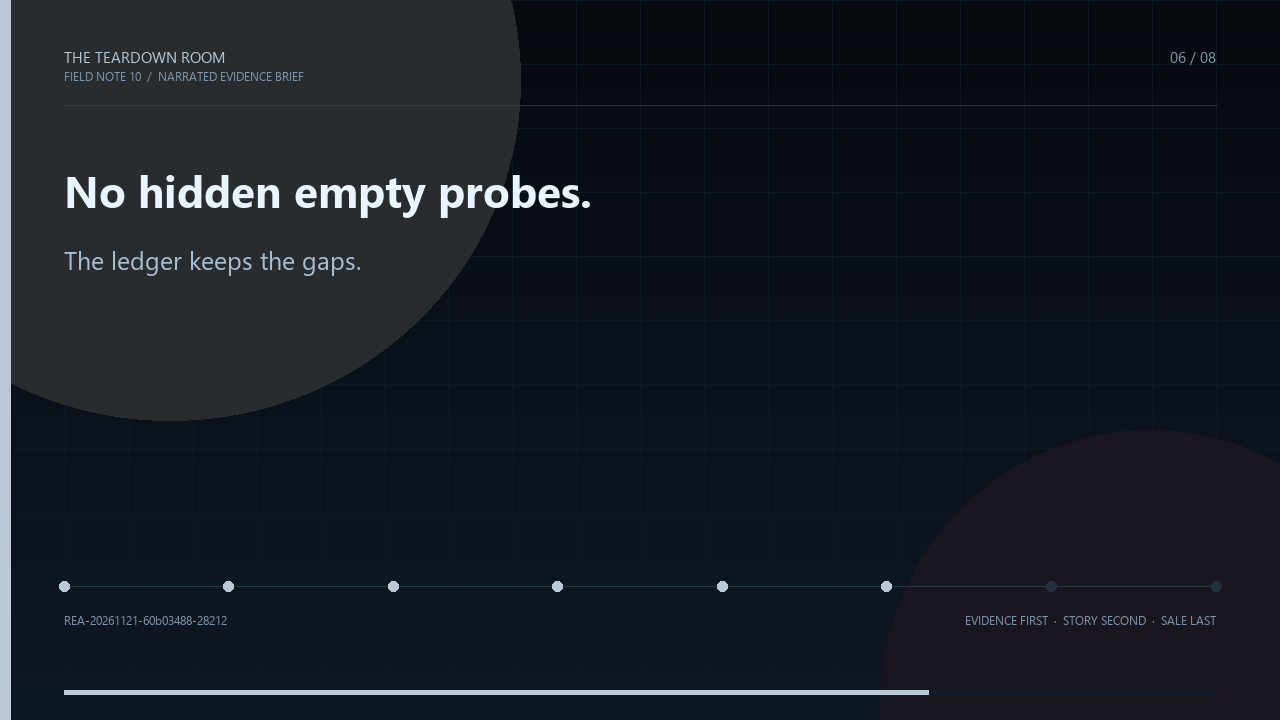 THE TEARDOWN ROOM
FIELD NOTE 10 / NARRATED EVIDENCE BRIEF
06 / 08
No hidden empty probes.
The ledger keeps the gaps.
REA-20261121-60b03488-28212
EVIDENCE FIRST · STORY SECOND · SALE LAST